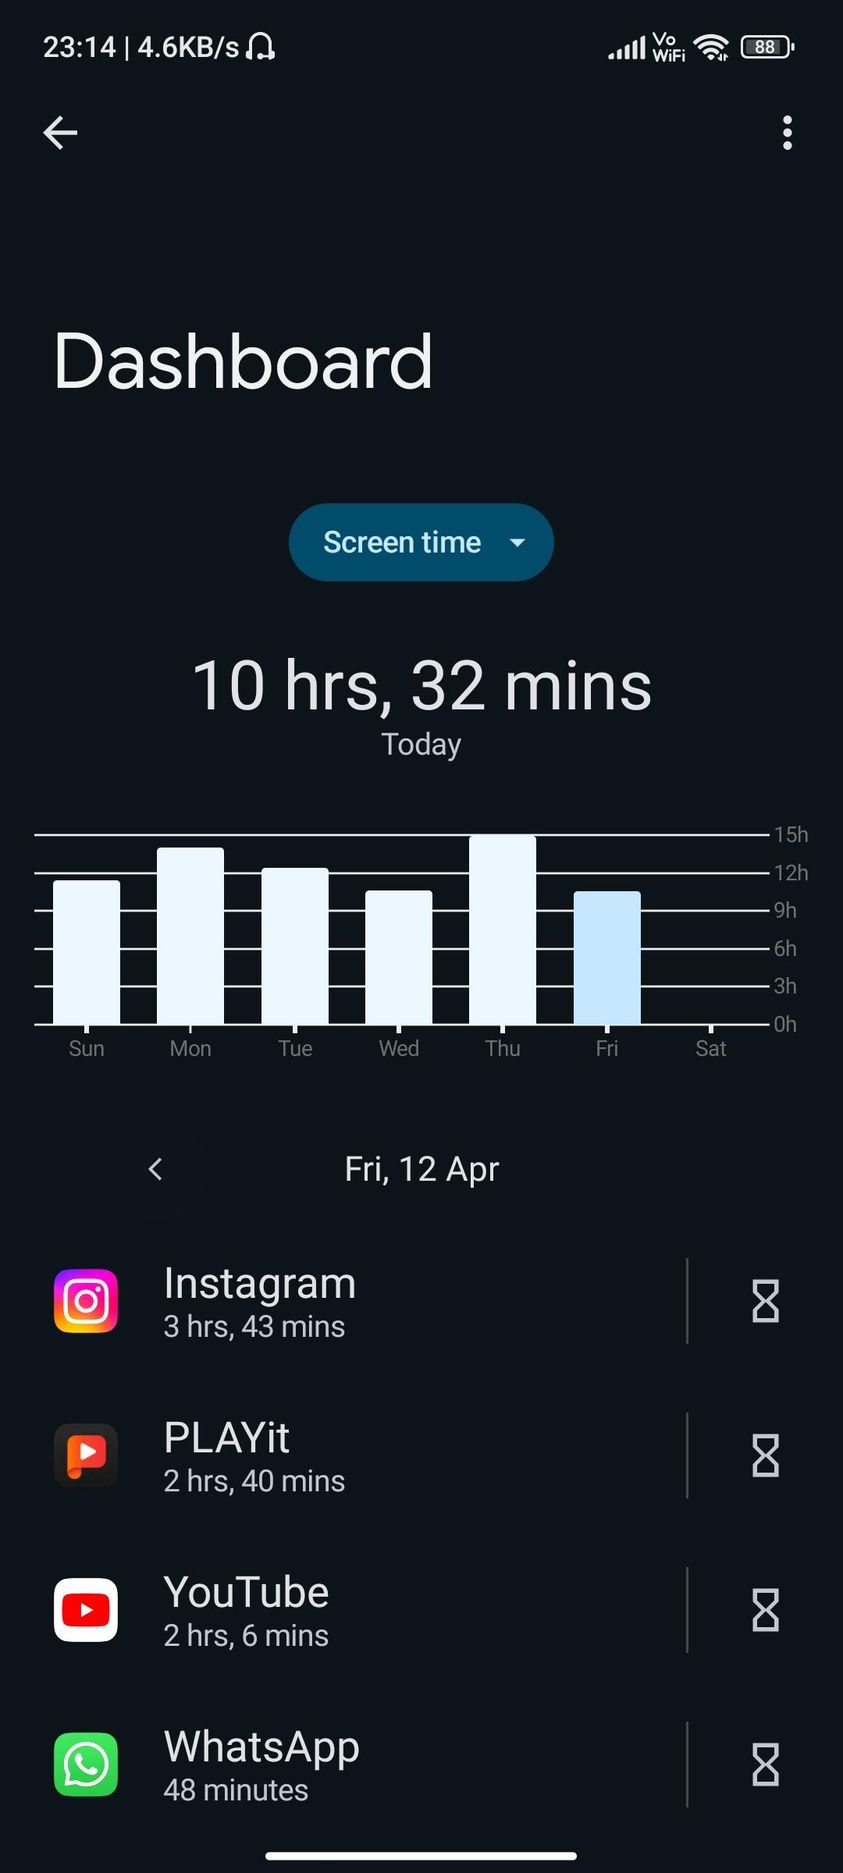 23:14 | 4.6KB/s
Vo
WiFi
88
Dashboard
Screen time
10 hrs, 32 mins
Today
15h
12h
9h
6h
3h
0h
Sun Mon Tue Wed Thu Fri Sat
Fri, 12 Apr
Instagram
3 hrs, 43 mins
PLAYit
2 hrs, 40 mins
YouTube
2 hrs, 6 mins
WhatsApp
48 minutes